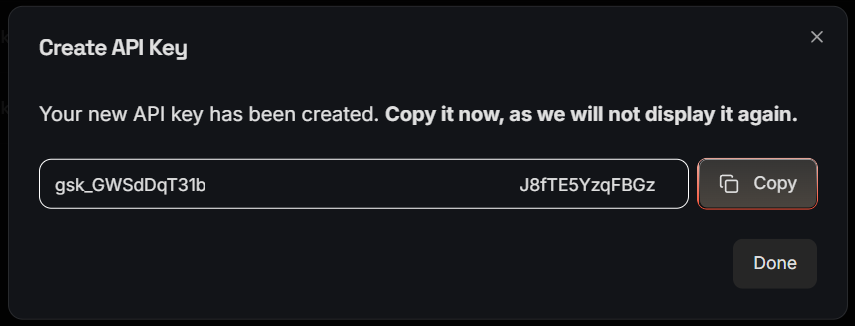 Create API Key
Your new API key has been created. Copy it now, as we will not display it again.
gsk_GWSdDqT31b J8fTE5YzqFBGz Copy
Done